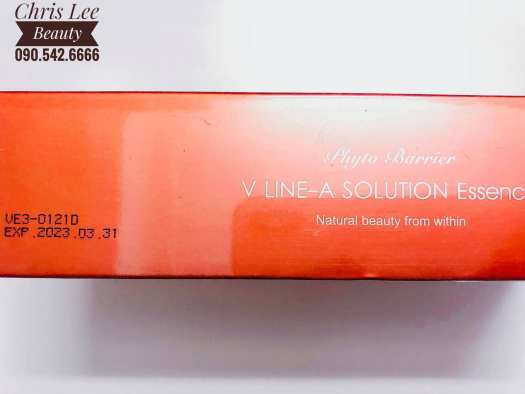 Chris Lee
Beauty
090.542.6666
Phyto Barrier
V LINE-A SOLUTION Essenc
Natural beauty from within
VE3-0121D
EXP.2023.03.31